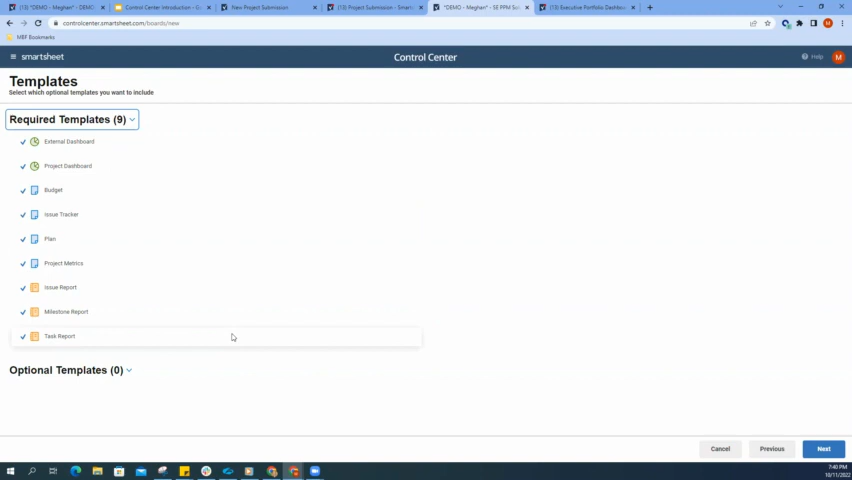 (13) *DEMO - Meghan* - DEMO
Control Center Introduction - G
New Project Submission
(13) Project Submission - Smart
*DEMO - Meghan* - SE PPM So
(13) Executive Portfolio Dashbo
controlcenter.smartsheet.com/boards/new
MBF Bookmarks
smartsheet
Control Center
Help
M
Templates
Select which optional templates you want to include
Required Templates (9)
External Dashboard
Project Dashboard
Budget
Issue Tracker
Plan
Project Metrics
Issue Report
Milestone Report
Task Report
Optional Templates (0)
Cancel
Previous
Next
7:40 PM
10/11/2022